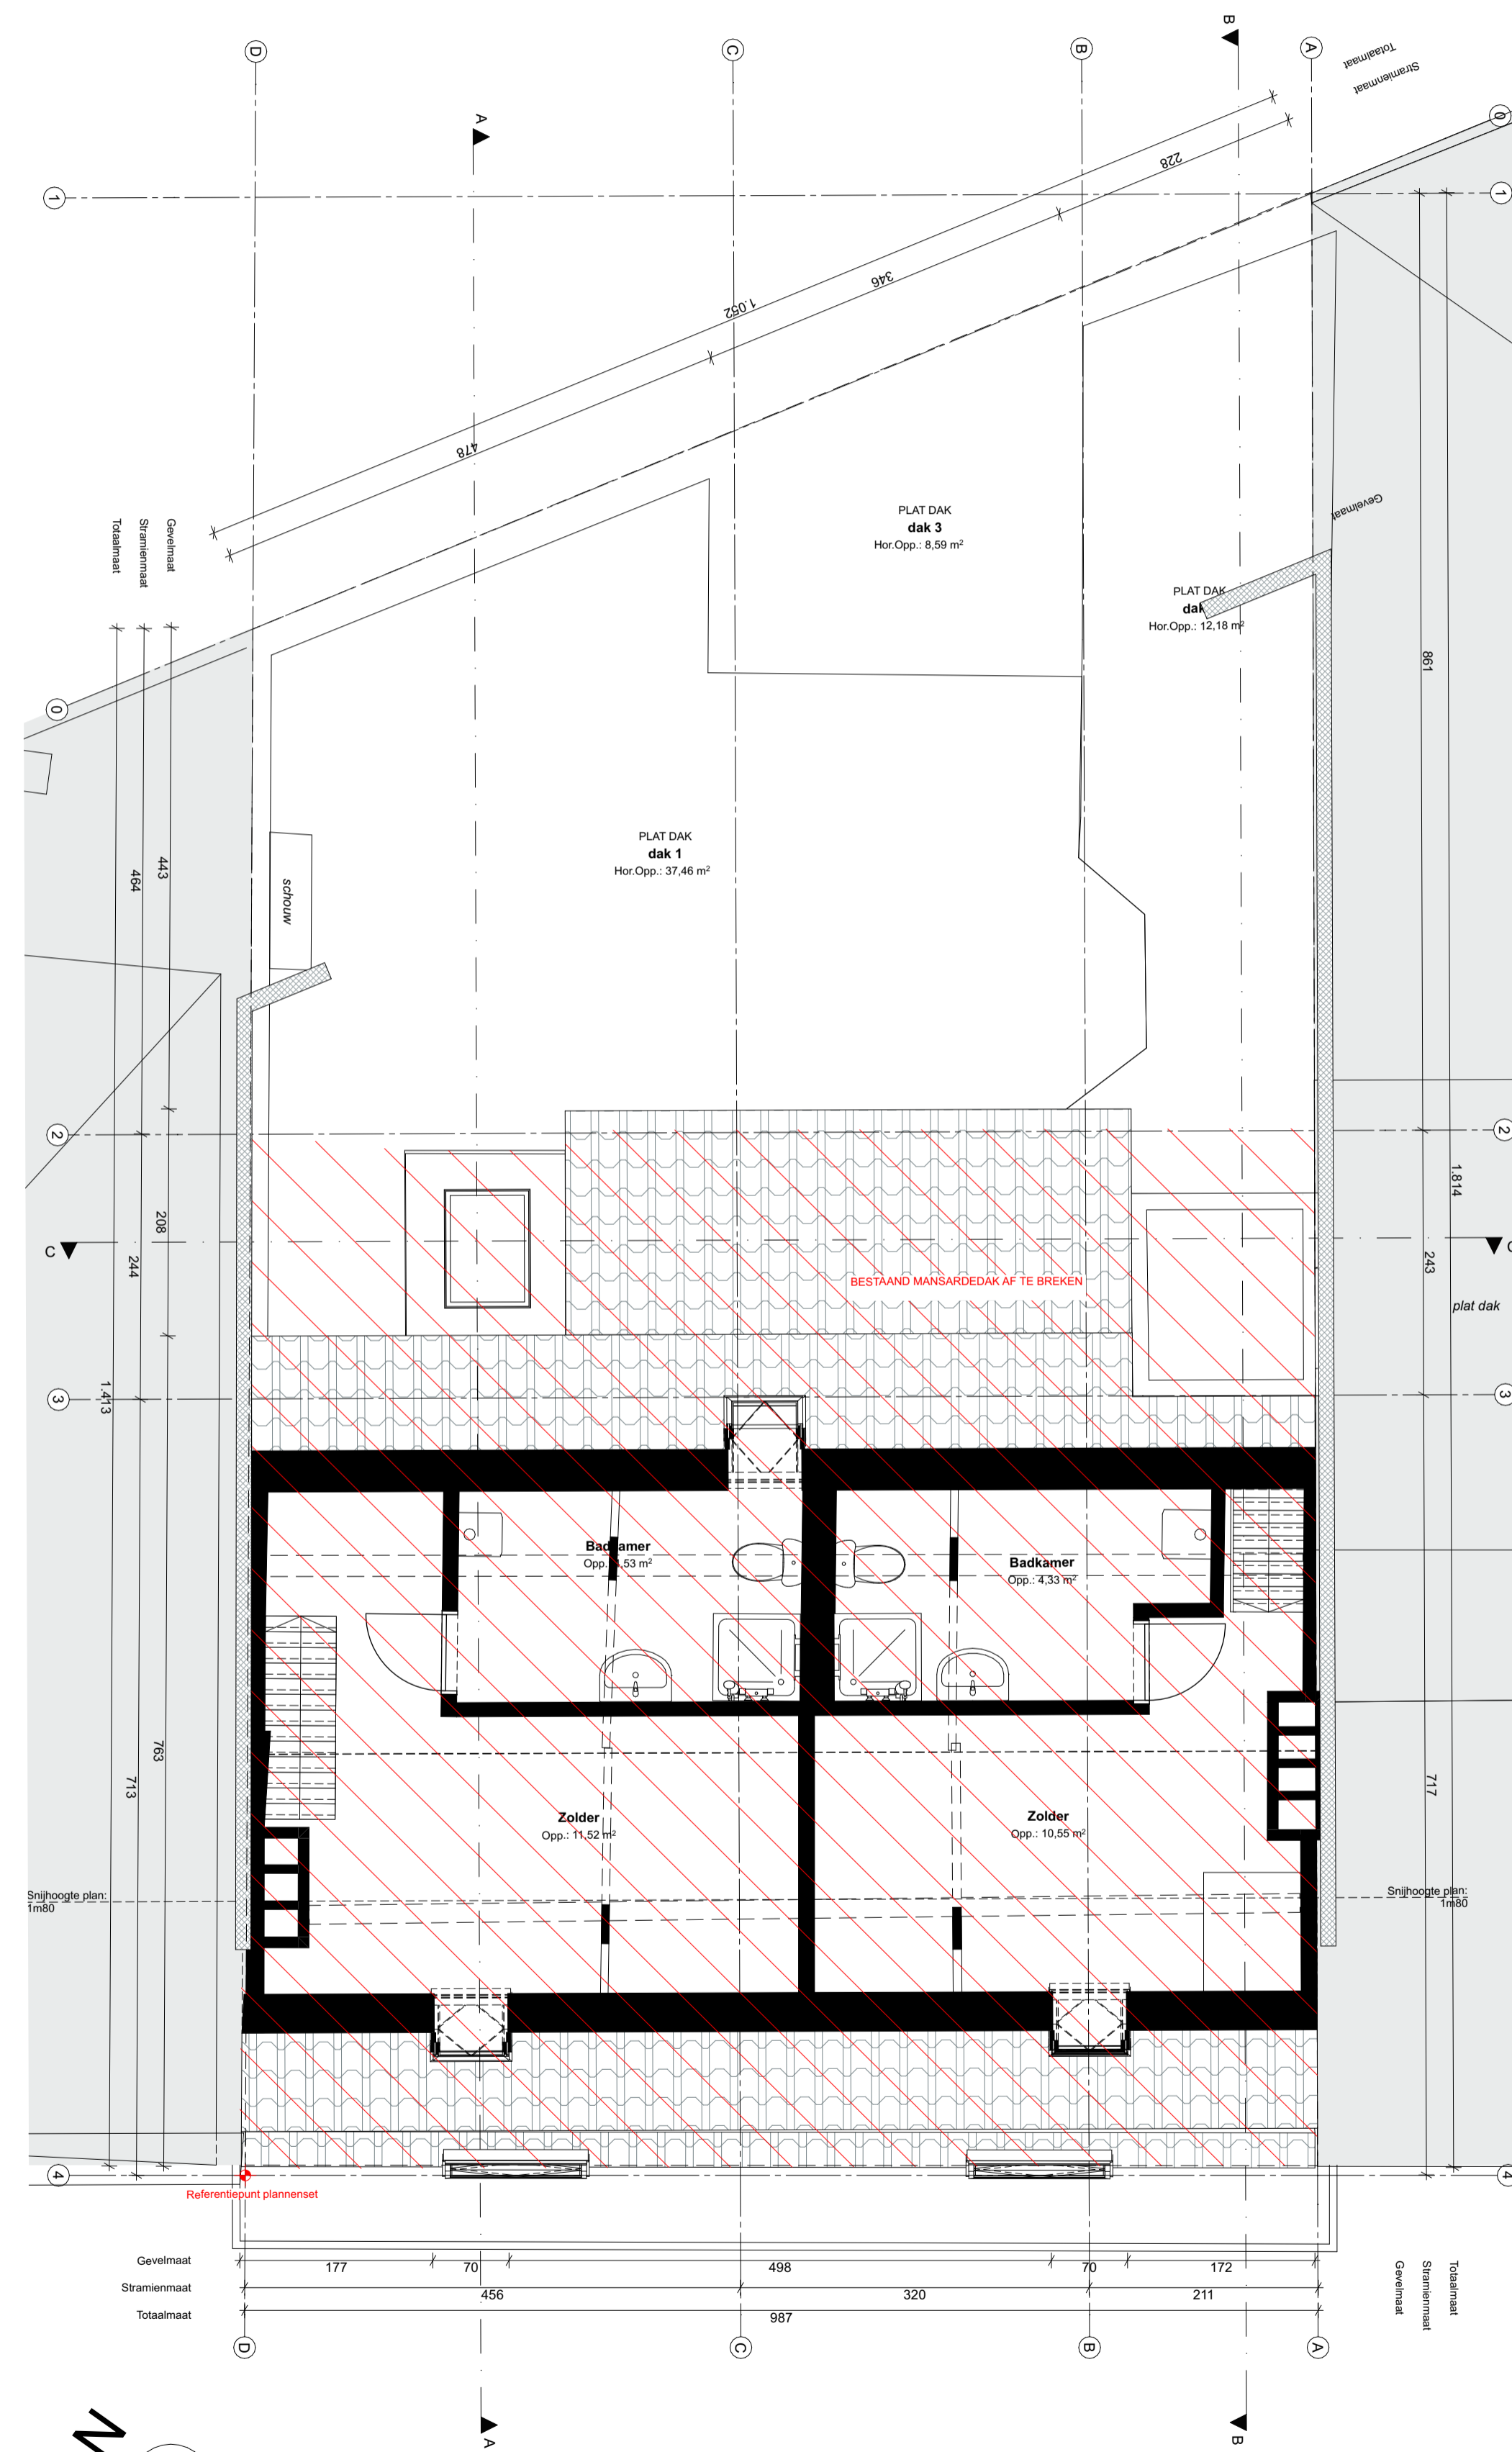 D
C
B
B
A
A
Totaalmaat
Stramienmaat
0
1
1
228
346
1.052
478
Gevelmaat
Stramienmaat
Totaalmaat
Gevelmaat
PLAT DAK
dak 3
Hor.Opp.: 8,59 m²
PLAT DAK
Hor.Opp.: 12,18 m²
861
0
PLAT DAK
dak 1
Hor.Opp.: 37,46 m²
443
464
schouw
2
2
1.814
208
244
243
C
BESTAAND MANSARDEDAK AF TE BREKEN
plat dak
3
3
1.413
Badkamer
Badkamer
Opp.: 4,33 m²
763
713
717
Zolder
Opp.: 11,52 m²
Zolder
Opp.: 10,55 m²
Snijhoogte plan:
1m80
Snijhoogte plan:
1m80
4
4
Referentiepunt plannenset
Gevelmaat
177
70
498
70
172
Stramienmaat
456
320
211
Totaalmaat
987
Gevelmaat
Stramienmaat
Totaalmaat
D
C
B
A
A
B